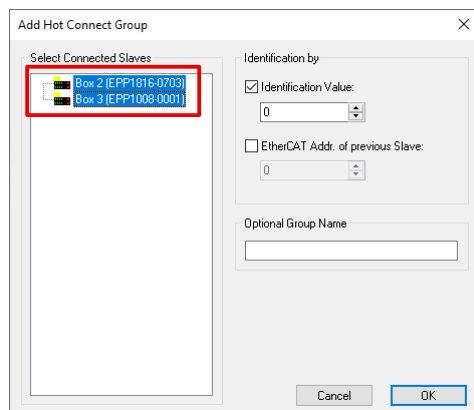 Add Hot Connect Group
Select Connected Slaves
Box 2 (EPP1816-0703)
Box 3 (EPP1008-0001)
Identification by
Identification Value:
0
EtherCAT Addr. of previous Slave:
0
Optional Group Name
Cancel
OK